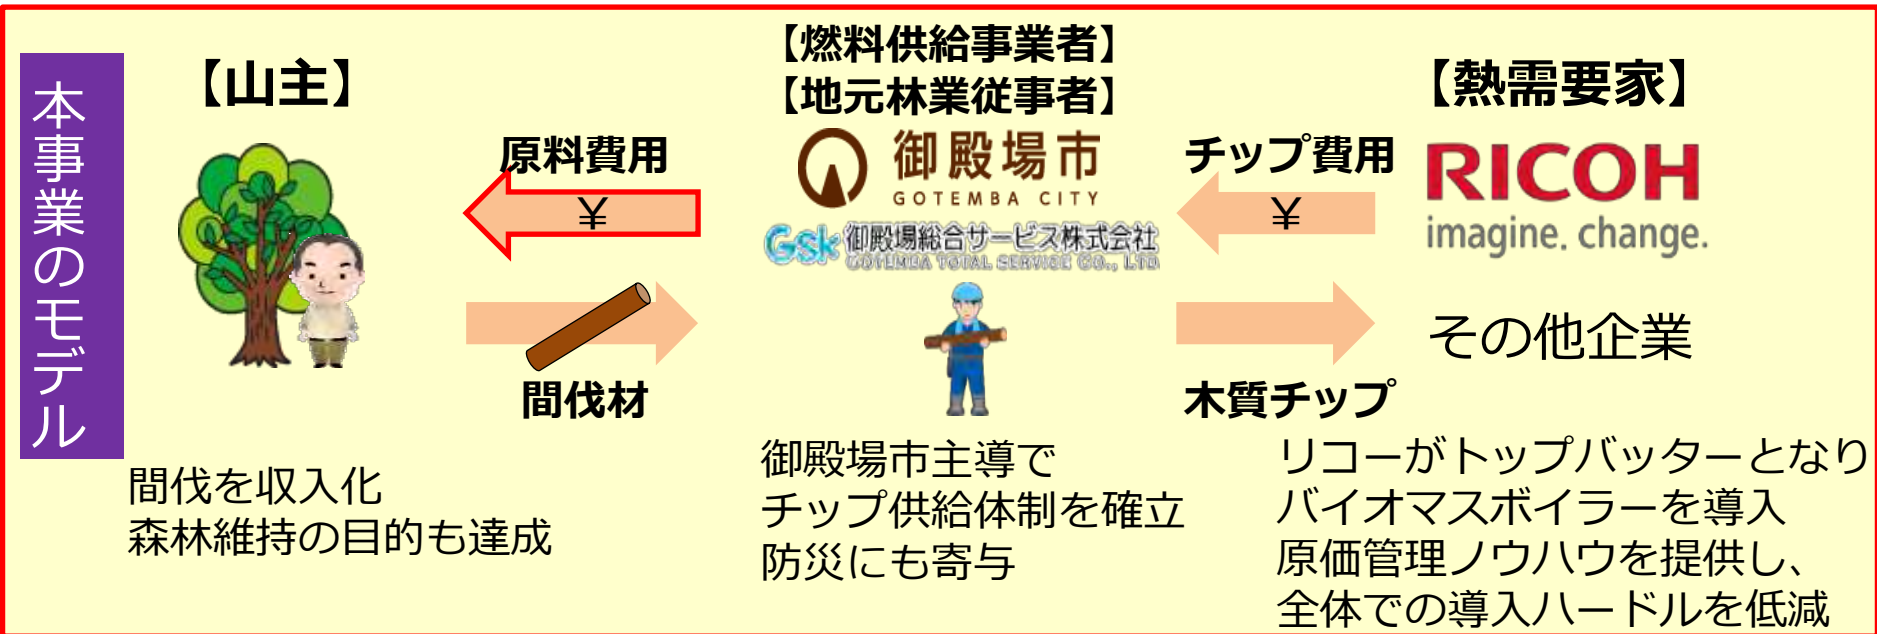 本事業のモデル
【山主】
間伐を収入化
森林維持の目的も達成
原料費用
¥
間伐材
【燃料供給事業者】
【地元林業従事者】
御殿場市
GOTEMBA CITY
Gsk 御殿場総合サービス株式会社
GOTEMBA TOTAL SERVICE CO., LTD
御殿場市主導で
チップ供給体制を確立
防災にも寄与
チップ費用
¥
木質チップ
【熱需要家】
RICOH
imagine. change.
その他企業
リコーがトップバッターとなり
バイオマスボイラーを導入
原価管理ノウハウを提供し、
全体での導入ハードルを低減